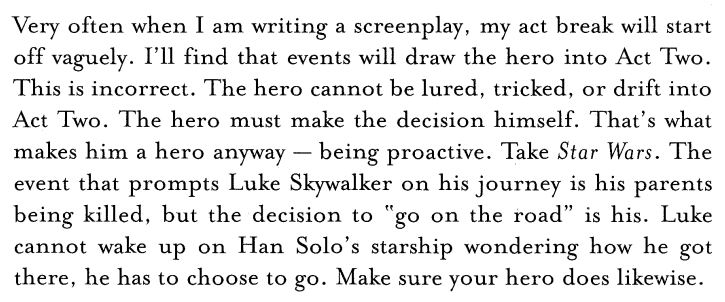 Very often when I am writing a screenplay, my act break will start
off vaguely. I'll find that events will draw the hero into Act Two.
This is incorrect. The hero cannot be lured, tricked, or drift into
Act Two. The hero must make the decision himself. That's what
makes him a hero anyway — being proactive. Take Star Wars. The
event that prompts Luke Skywalker on his journey is his parents
being killed, but the decision to "go on the road" is his. Luke
cannot wake up on Han Solo's starship wondering how he got
there, he has to choose to go. Make sure your hero does likewise.